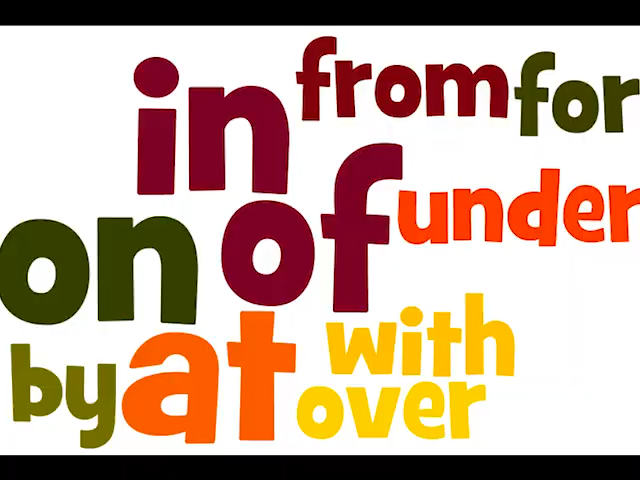 in from for
on of under
by at with
over